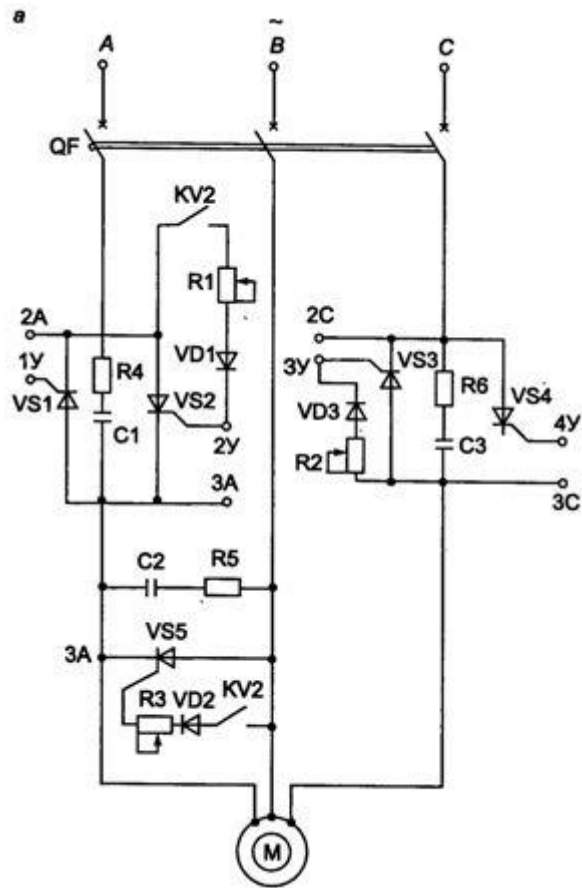 а
~
A
B
C
QF
KV2
R1
2A
1У
VS1
R4
C1
VD1
VS2
2У
3A
2C
3У
VS3
VD3
R2
R6
C3
VS4
4У
3C
C2
R5
VS5
3A
R3
VD2
KV2
M